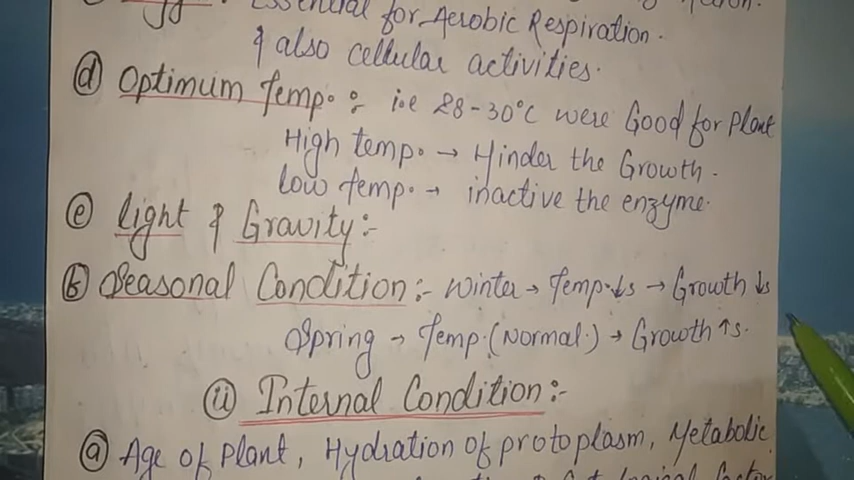 Essential for Aerobic Respiration.
& also cellular activities.
(d) Optimum Temp. :- i.e 28-30°C were Good for Plant
High temp. → Hinder the Growth.
Low temp. → inactive the enzyme.
(e) light & Gravity:-
(f) Seasonal Condition:- Winter → Temp.↓s → Growth ↓s
Spring → Temp.(Normal.) → Growth ↑s.
(ii) Internal Condition:-
(a) Age of Plant, Hydration of protoplasm, Metabolic